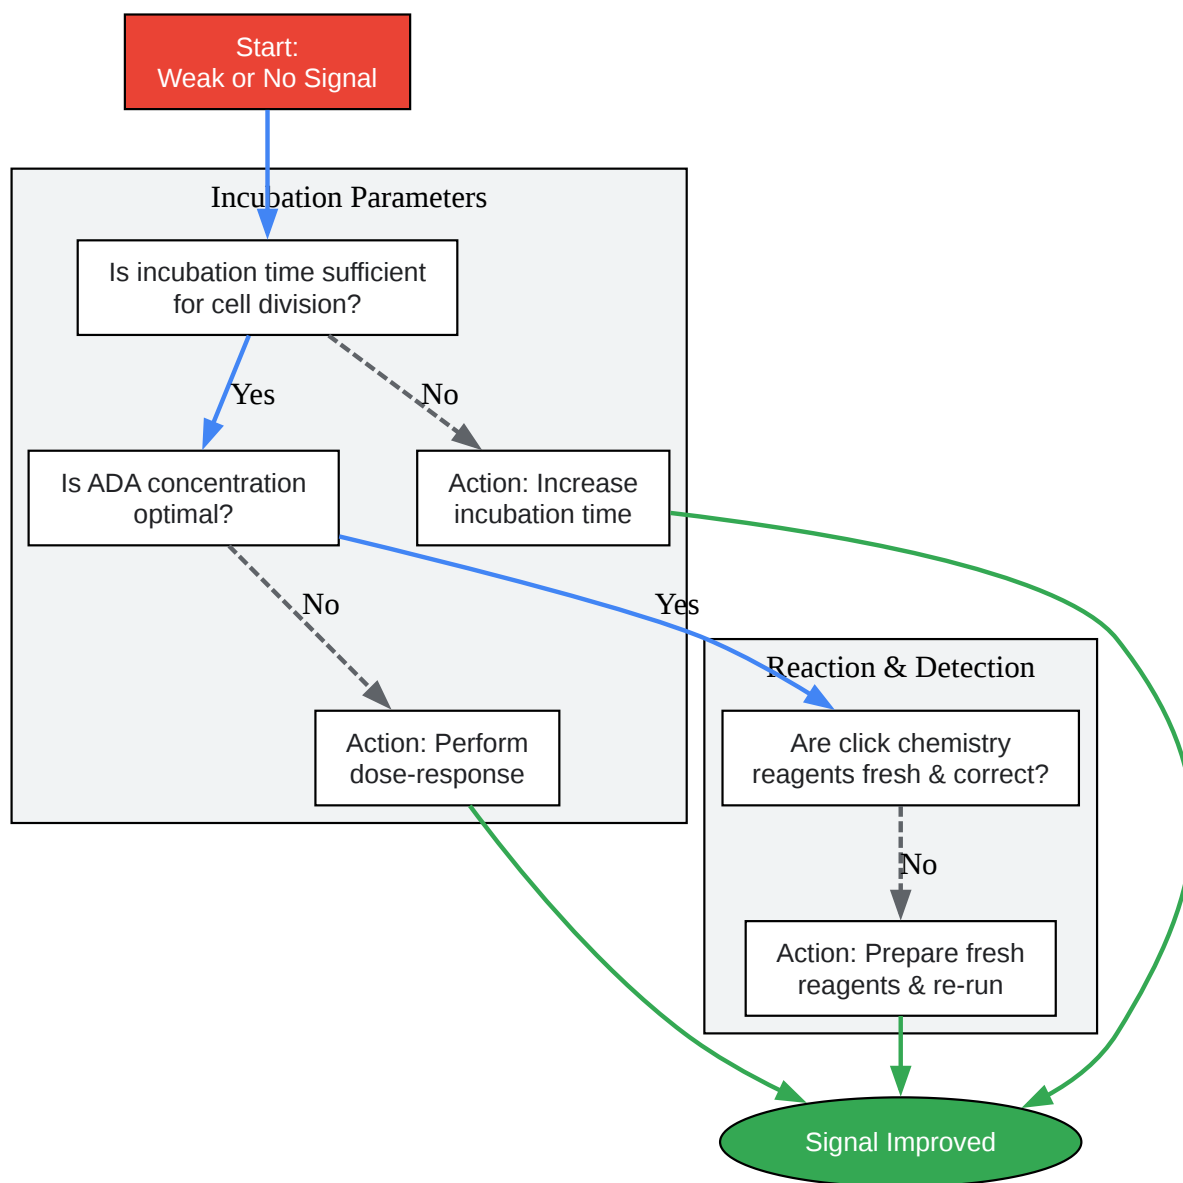 Start:
Weak or No Signal
Incubation Parameters
Is incubation time sufficient
for cell division?
Yes
No
Is ADA concentration
optimal?
Action: Increase
incubation time
No
Yes
Reaction & Detection
Action: Perform
dose-response
Are click chemistry
reagents fresh & correct?
No
Action: Prepare fresh
reagents & re-run
Signal Improved